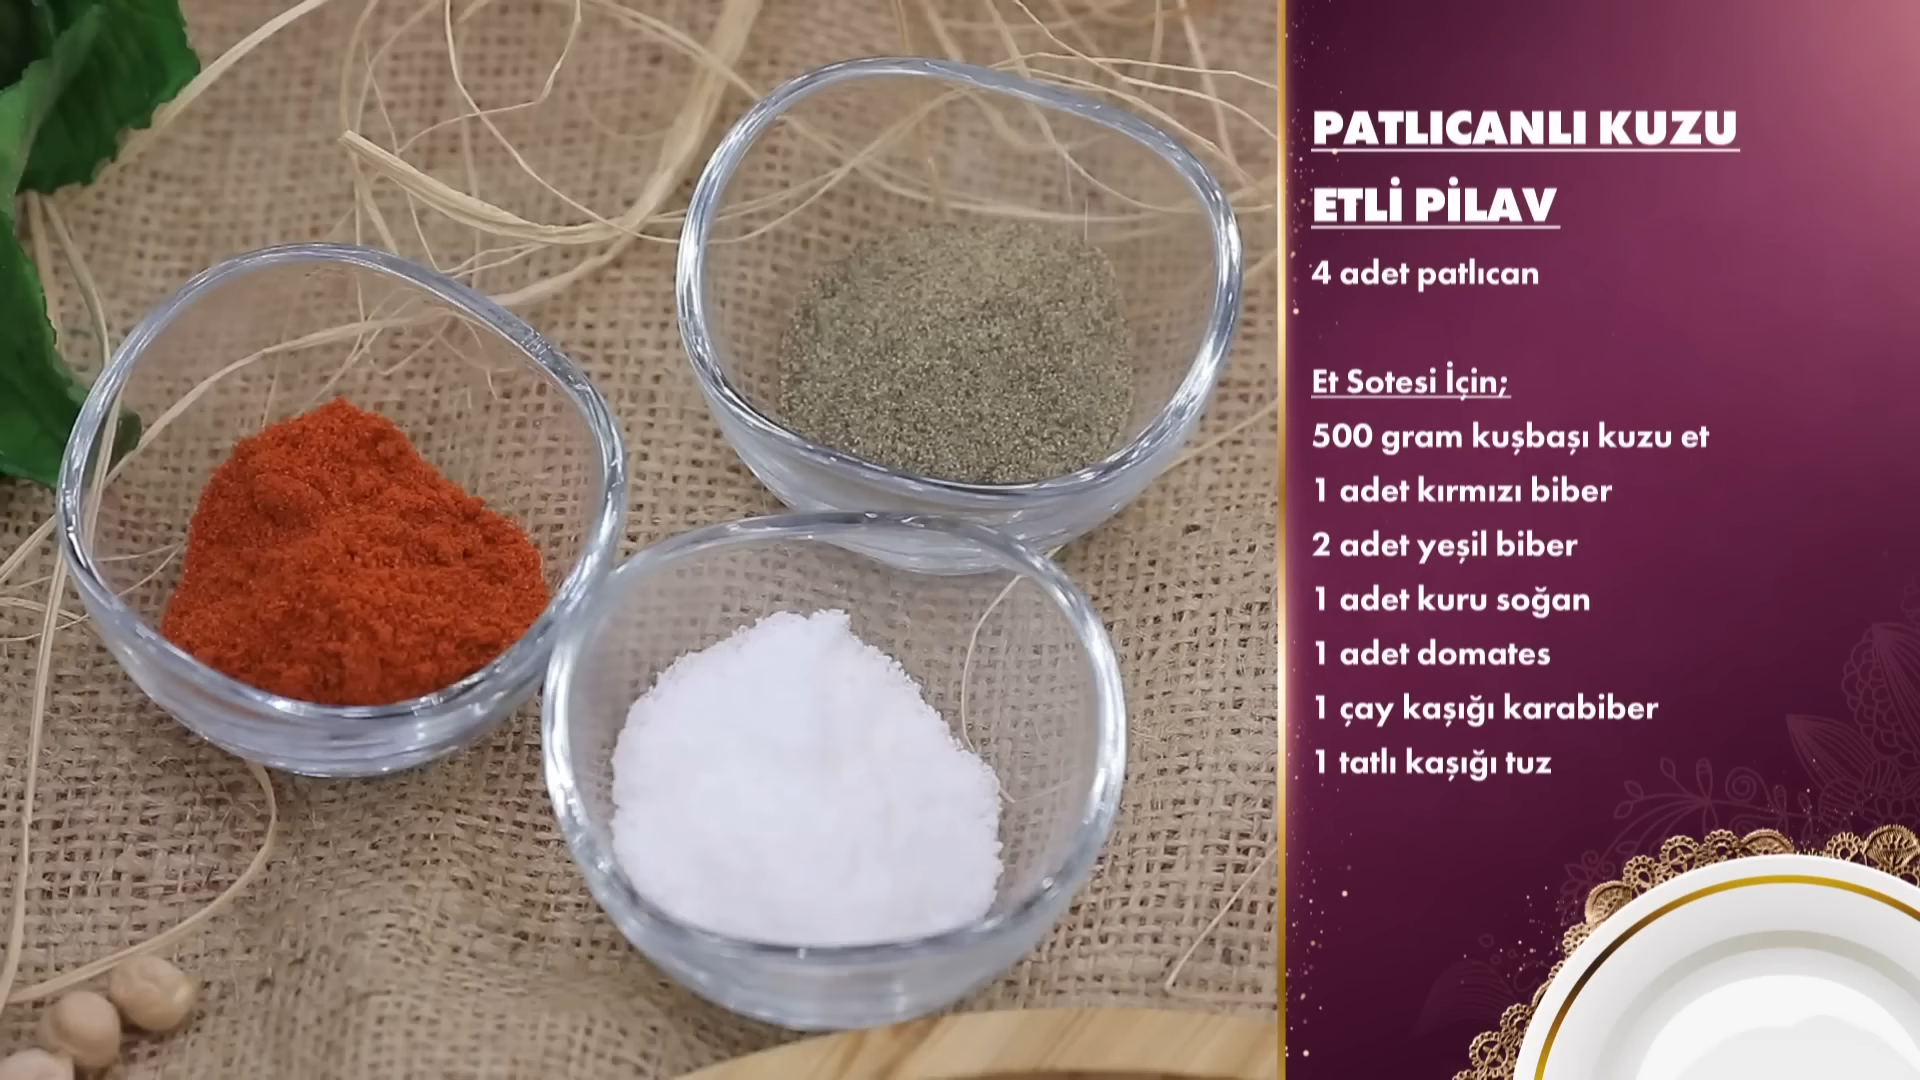 PATLICANLI KUZU
ETLİ PİLAV
4 adet patlıcan
Et Sotesi İçin;
500 gram kuşbaşı kuzu et
1 adet kırmızı biber
2 adet yeşil biber
1 adet kuru soğan
1 adet domates
1 çay kaşığı karabiber
1 tatlı kaşığı tuz